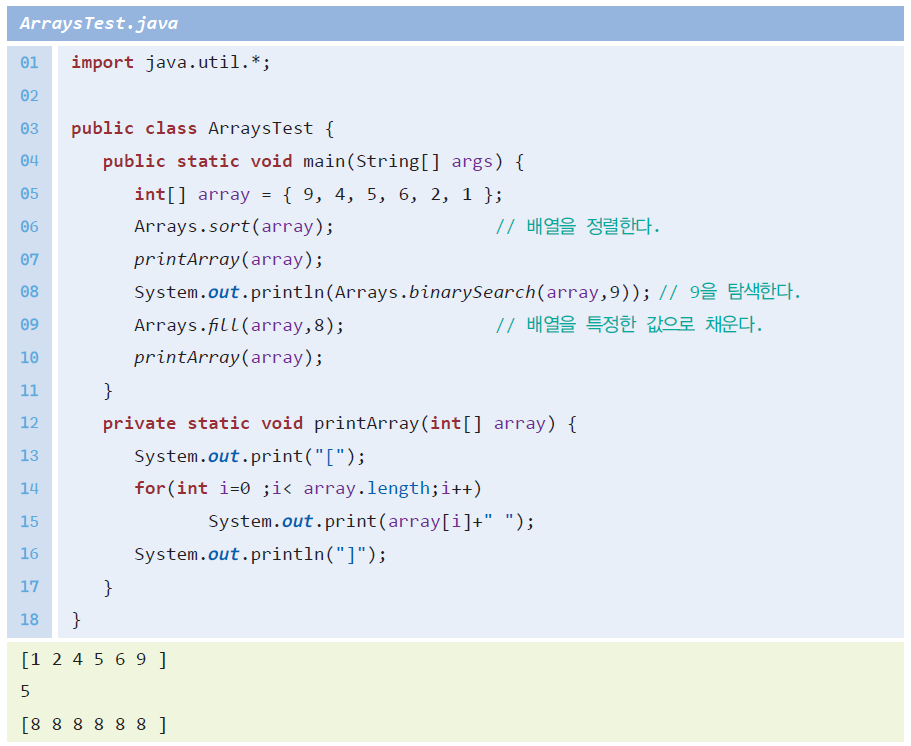 ArraysTest.java
01 import java.util.*;
02
03 public class ArraysTest {
04 public static void main(String[] args) {
05 int[] array = { 9, 4, 5, 6, 2, 1 };
06 Arrays.sort(array); // 배열을 정렬한다.
07 printArray(array);
08 System.out.println(Arrays.binarySearch(array,9)); // 9을 탐색한다.
09 Arrays.fill(array,8); // 배열을 특정한 값으로 채운다.
10 printArray(array);
11 }
12 private static void printArray(int[] array) {
13 System.out.print("[");
14 for(int i=0 ;i< array.length;i++)
15 System.out.print(array[i]+" ");
16 System.out.println("]");
17 }
18 }
[1 2 4 5 6 9 ]
5
[8 8 8 8 8 8 ]